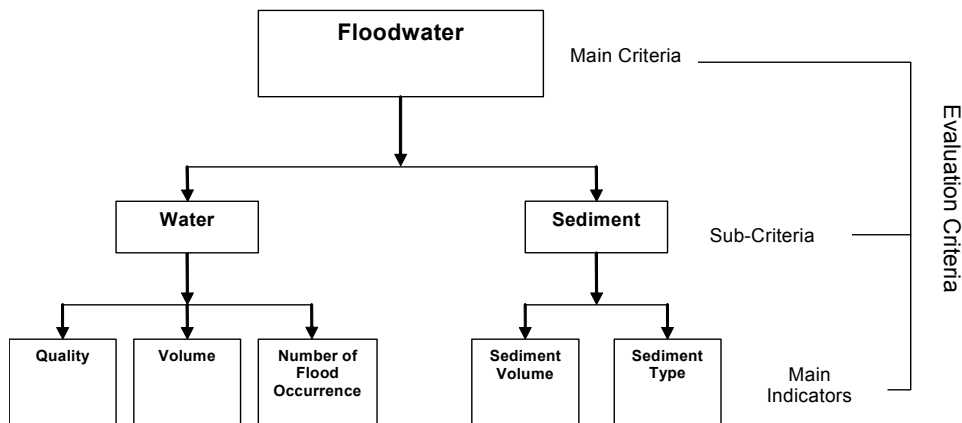 Floodwater
Main Criteria
Evaluation Criteria
Water
Sediment
Sub-Criteria
Quality
Volume
Number of
Flood
Occurrence
Sediment
Volume
Sediment
Type
Main
Indicators